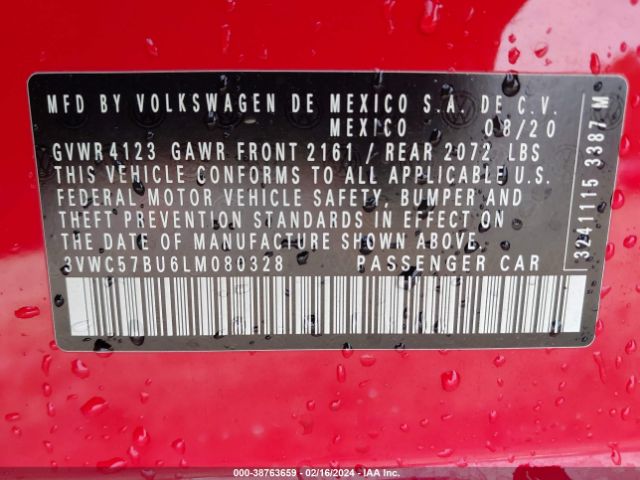 MFD BY VOLKSWAGEN DE MEXICO S.A. DE C.V.
MEXICO 08/20
GVWR 4123 GAWR FRONT 2161 / REAR 2072 LBS
THIS VEHICLE CONFORMS TO ALL APPLICABLE U.S.
FEDERAL MOTOR VEHICLE SAFETY, BUMPER AND
THEFT PREVENTION STANDARDS IN EFFECT ON
THE DATE OF MANUFACTURE SHOWN ABOVE.
3VWC57BU6LM080328 PASSENGER CAR
3241115 3387 M
000-38763659 - 02/16/2024 - IAAI.COM